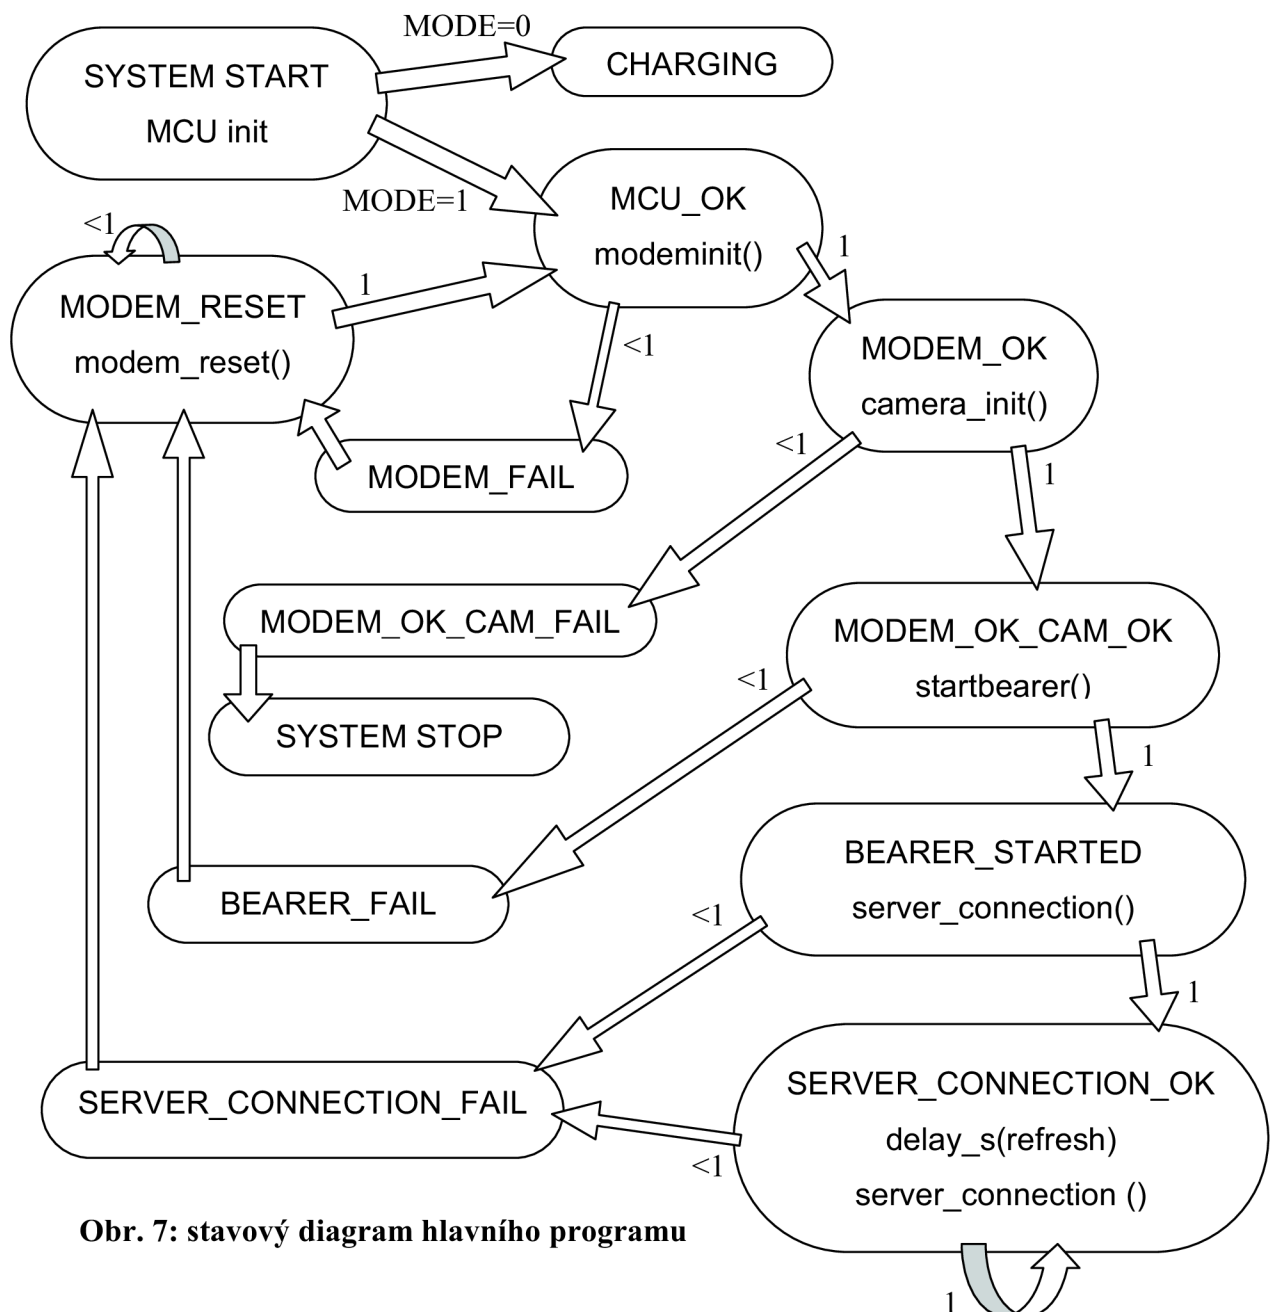 MODE=0
SYSTEM START
MCU init
CHARGING
MODE=1
MCU_OK
modeminit()
<1
MODEM_RESET
modem_reset()
1
1
<1
MODEM_OK
camera_init()
MODEM_FAIL
<1
1
MODEM_OK_CAM_FAIL
MODEM_OK_CAM_OK
startbearer()
<1
SYSTEM STOP
1
BEARER_STARTED
server_connection()
BEARER_FAIL
<1
1
SERVER_CONNECTION_FAIL
SERVER_CONNECTION_OK
delay_s(refresh)
server_connection ()
<1
Obr. 7: stavový diagram hlavního programu
1